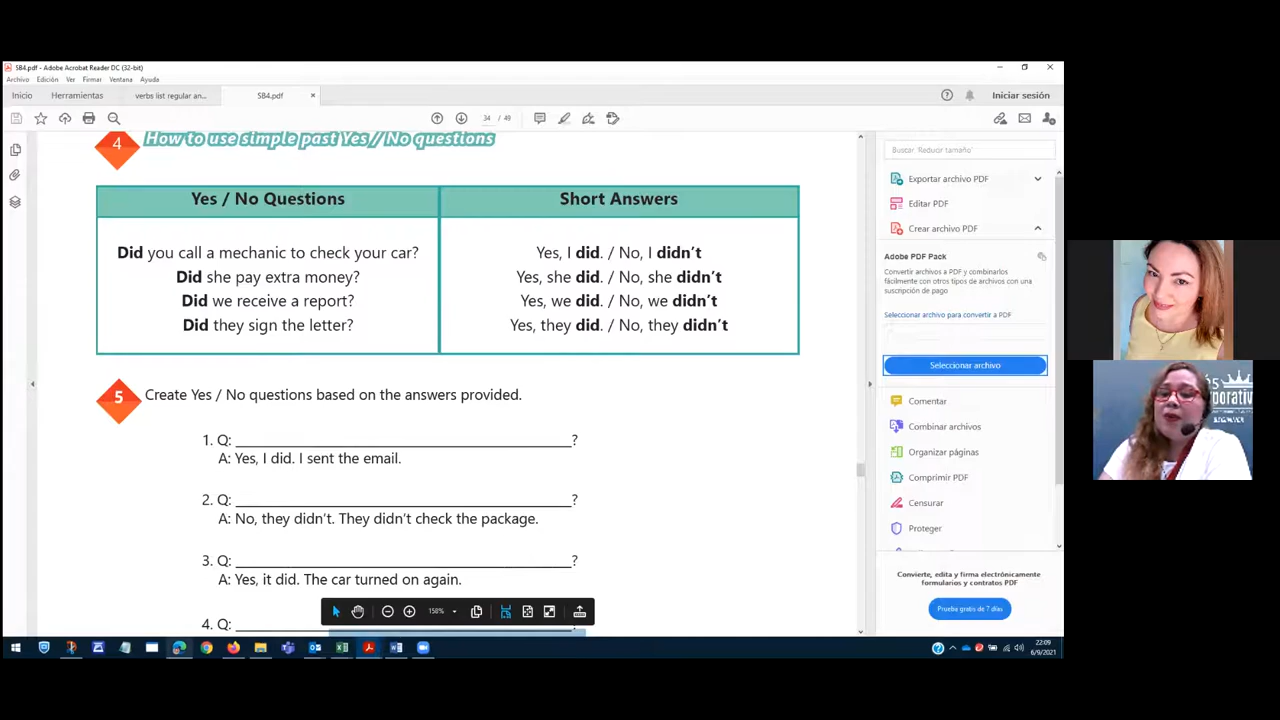 SB4.pdf - Adobe Acrobat Reader DC (32-bit)
Archivo Edición Ver Firmar Ventana Ayuda
Inicio Herramientas verbs list regular an... SB4.pdf × Iniciar sesión
34 / 49
4 How to use simple past Yes / No questions
Yes / No Questions Short Answers
Did you call a mechanic to check your car? Yes, I did. / No, I didn't
Did she pay extra money? Yes, she did. / No, she didn't
Did we receive a report? Yes, we did. / No, we didn't
Did they sign the letter? Yes, they did. / No, they didn't
5 Create Yes / No questions based on the answers provided.
1. Q: ______________________________?
A: Yes, I did. I sent the email.
2. Q: ______________________________?
A: No, they didn't. They didn't check the package.
3. Q: ______________________________?
A: Yes, it did. The car turned on again.
4. Q: ______________________________?
158%
Buscar 'Reducir tamaño'
Exportar archivo PDF
Editar PDF
Crear archivo PDF
Adobe PDF Pack
Convertir archivos a PDF y combinarlos
fácilmente con otros tipos de archivos con una
suscripción de pago
Seleccionar archivo para convertir a PDF
Seleccionar archivo
Comentar
Combinar archivos
Organizar páginas
Comprimir PDF
Censurar
Proteger
Convierte, edita y firma electrónicamente
formularios y contratos PDF
Prueba gratis de 7 días
22:09
6/9/2021